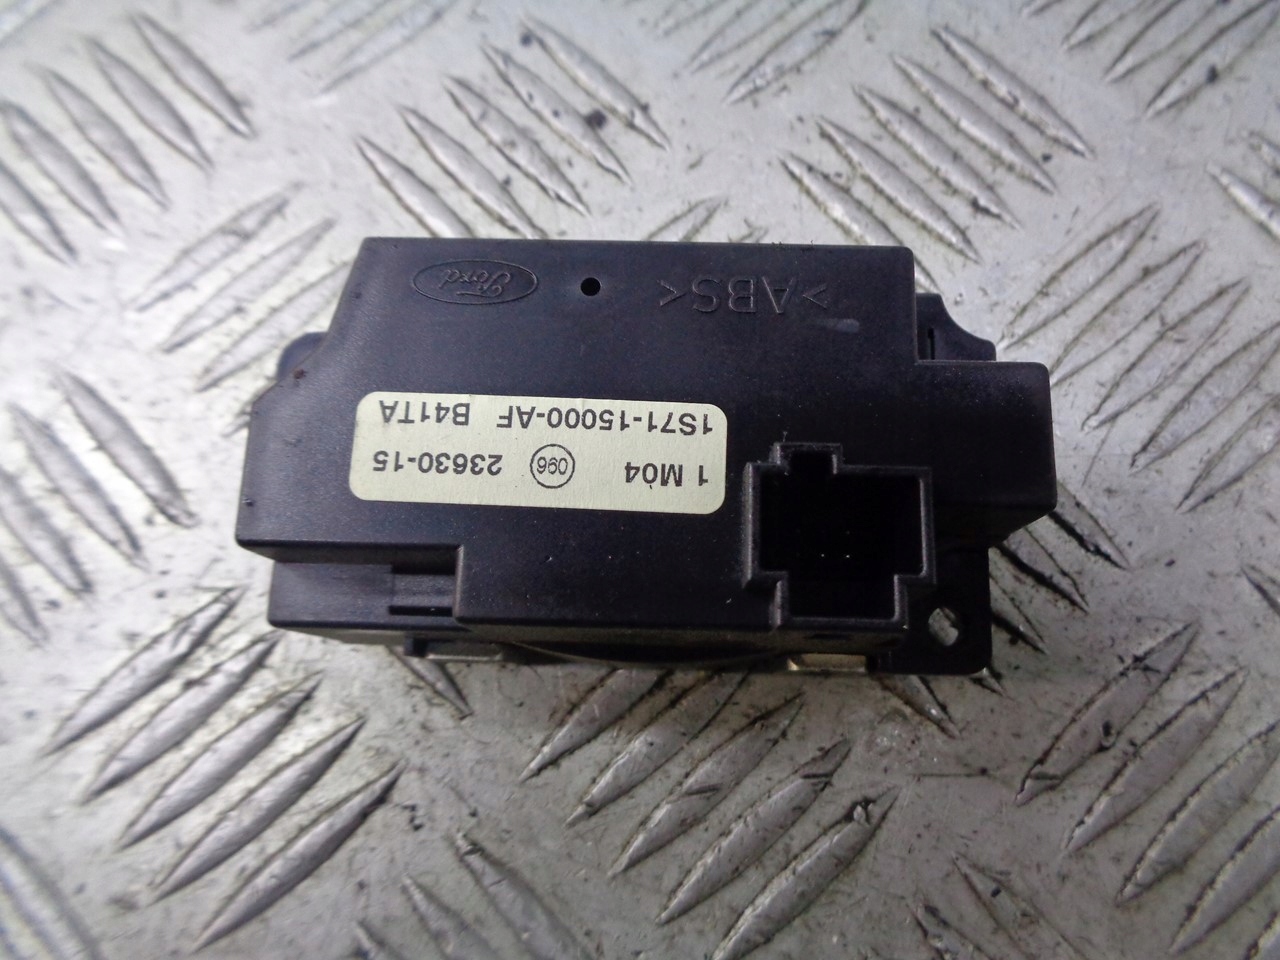 1 M04 096 23630-15
1S71-15000-AF B41TA
>ABS<
Ford